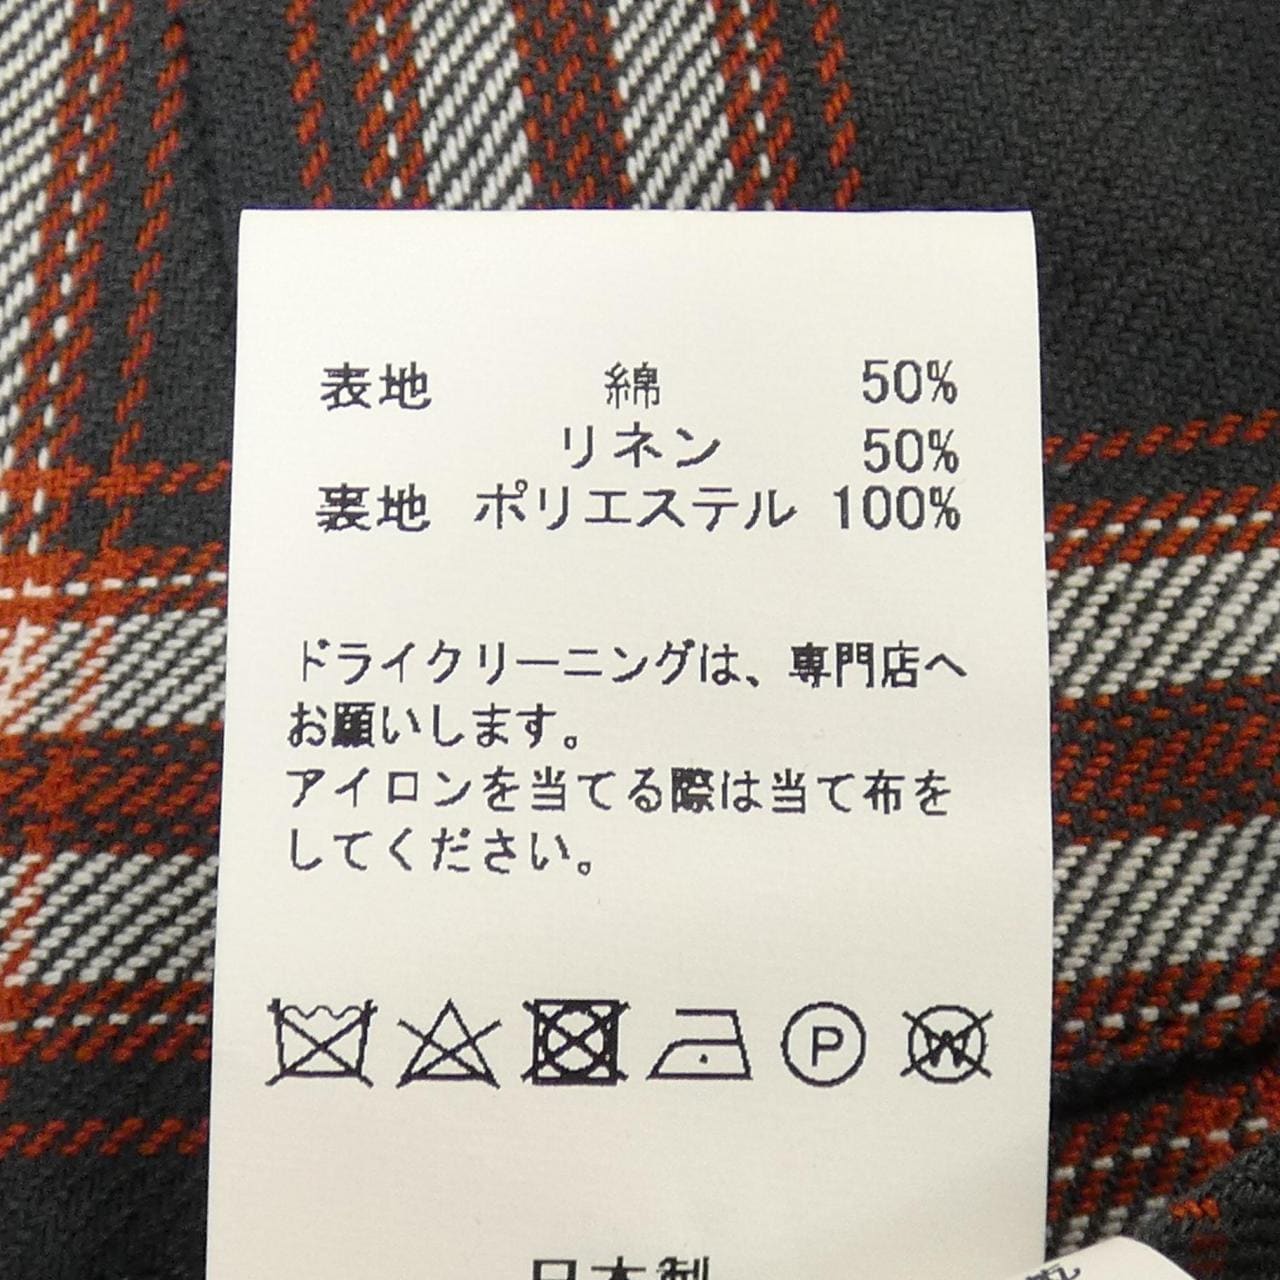 表地 綿 50%
リネン 50%
裏地 ポリエステル 100%
ドライクリーニングは、専門店へ
お願いします。
アイロンを当てる際は当て布を
してください。
P W
日本製